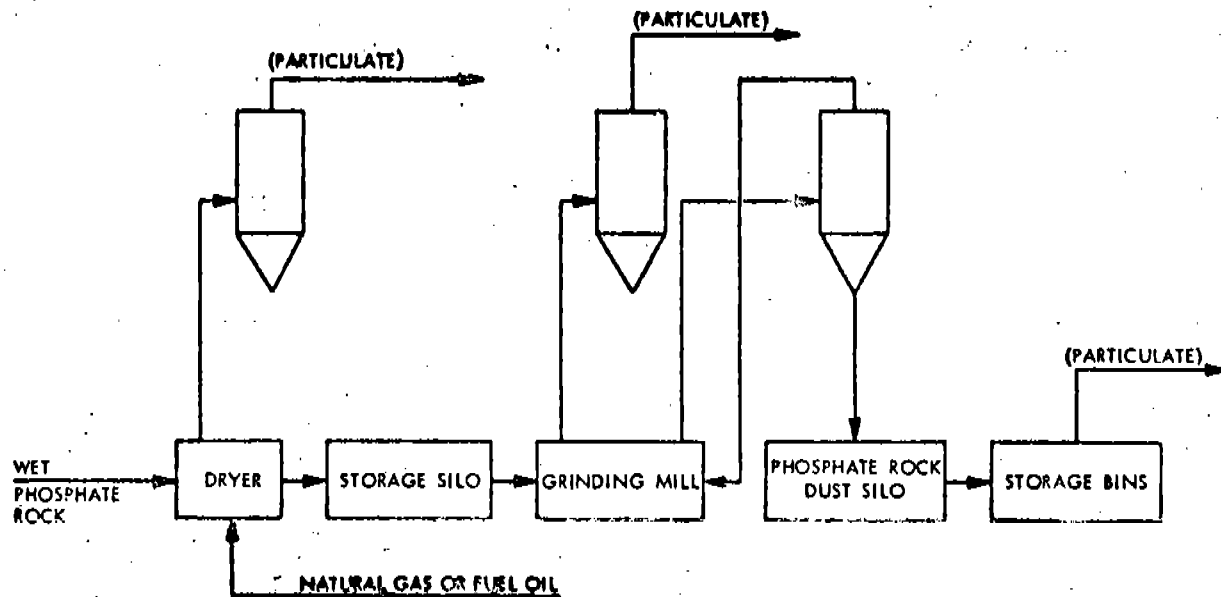 (PARTICULATE)
(PARTICULATE)
(PARTICULATE)
WET
PHOSPHATE
ROCK
DRYER
STORAGE SILO
GRINDING MILL
PHOSPHATE ROCK
DUST SILO
STORAGE BINS
NATURAL GAS OR FUEL OIL